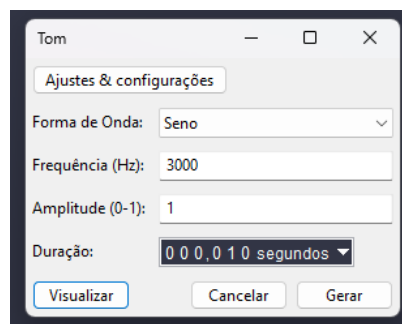 Tom
Ajustes & configurações
Forma de Onda: Seno
Frequência (Hz): 3000
Amplitude (0-1): 1
Duração: 0 0 0,0 1 0 segundos
Visualizar Cancelar Gerar